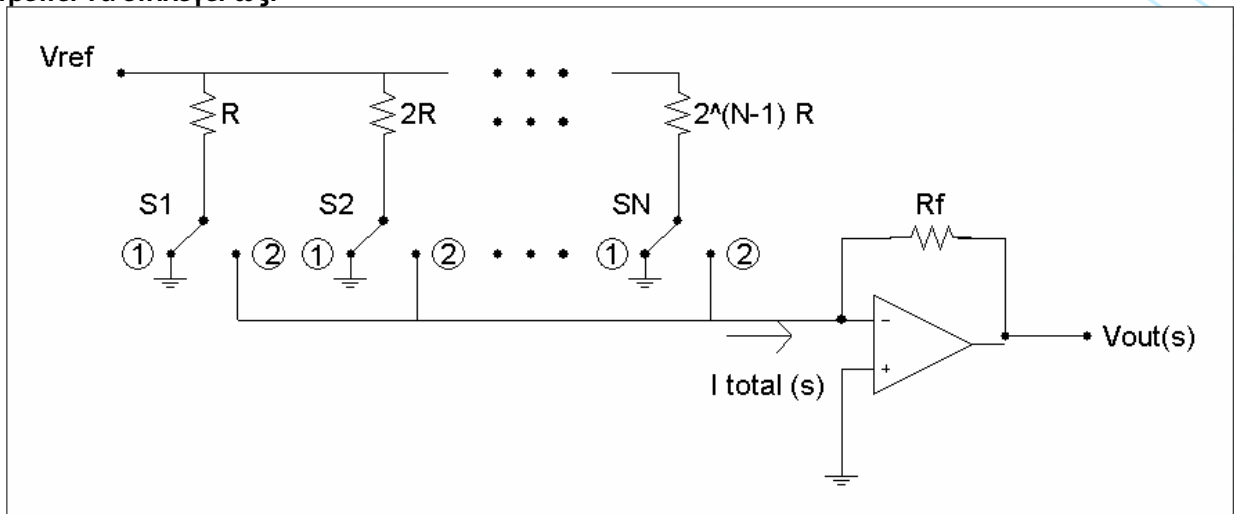 Vref
R 2R 2^(N-1) R
S1 S2 SN Rf
1 2 1 2 1 2
−
+
Vout(s)
I total (s)